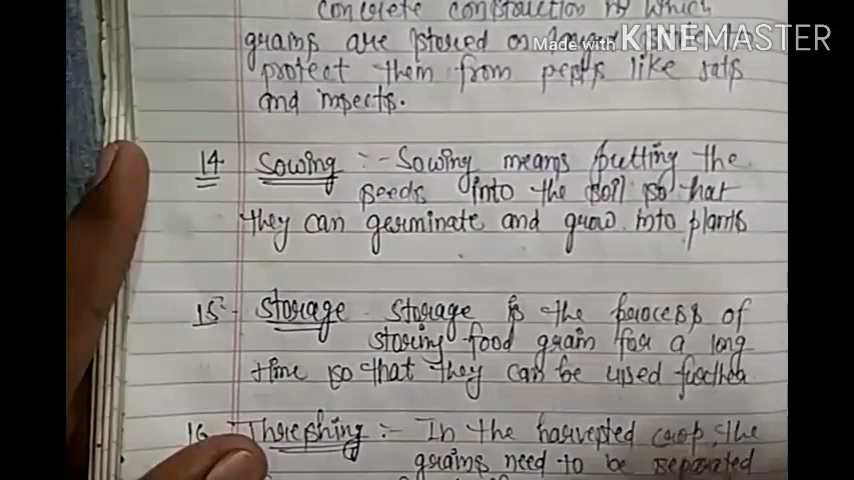 concrete construction in which
grains are stored on
Made with KINEMASTER
protect them from pests like rats
and insects.
14 Sowing :- Sowing means putting the
seeds into the soil so that
they can germinate and grow into plants
15- Storage - Storage is the process of
storing food grain for a long
time so that they can be used further
16 Threshing :- In the harvested crop, the
grains need to be separated